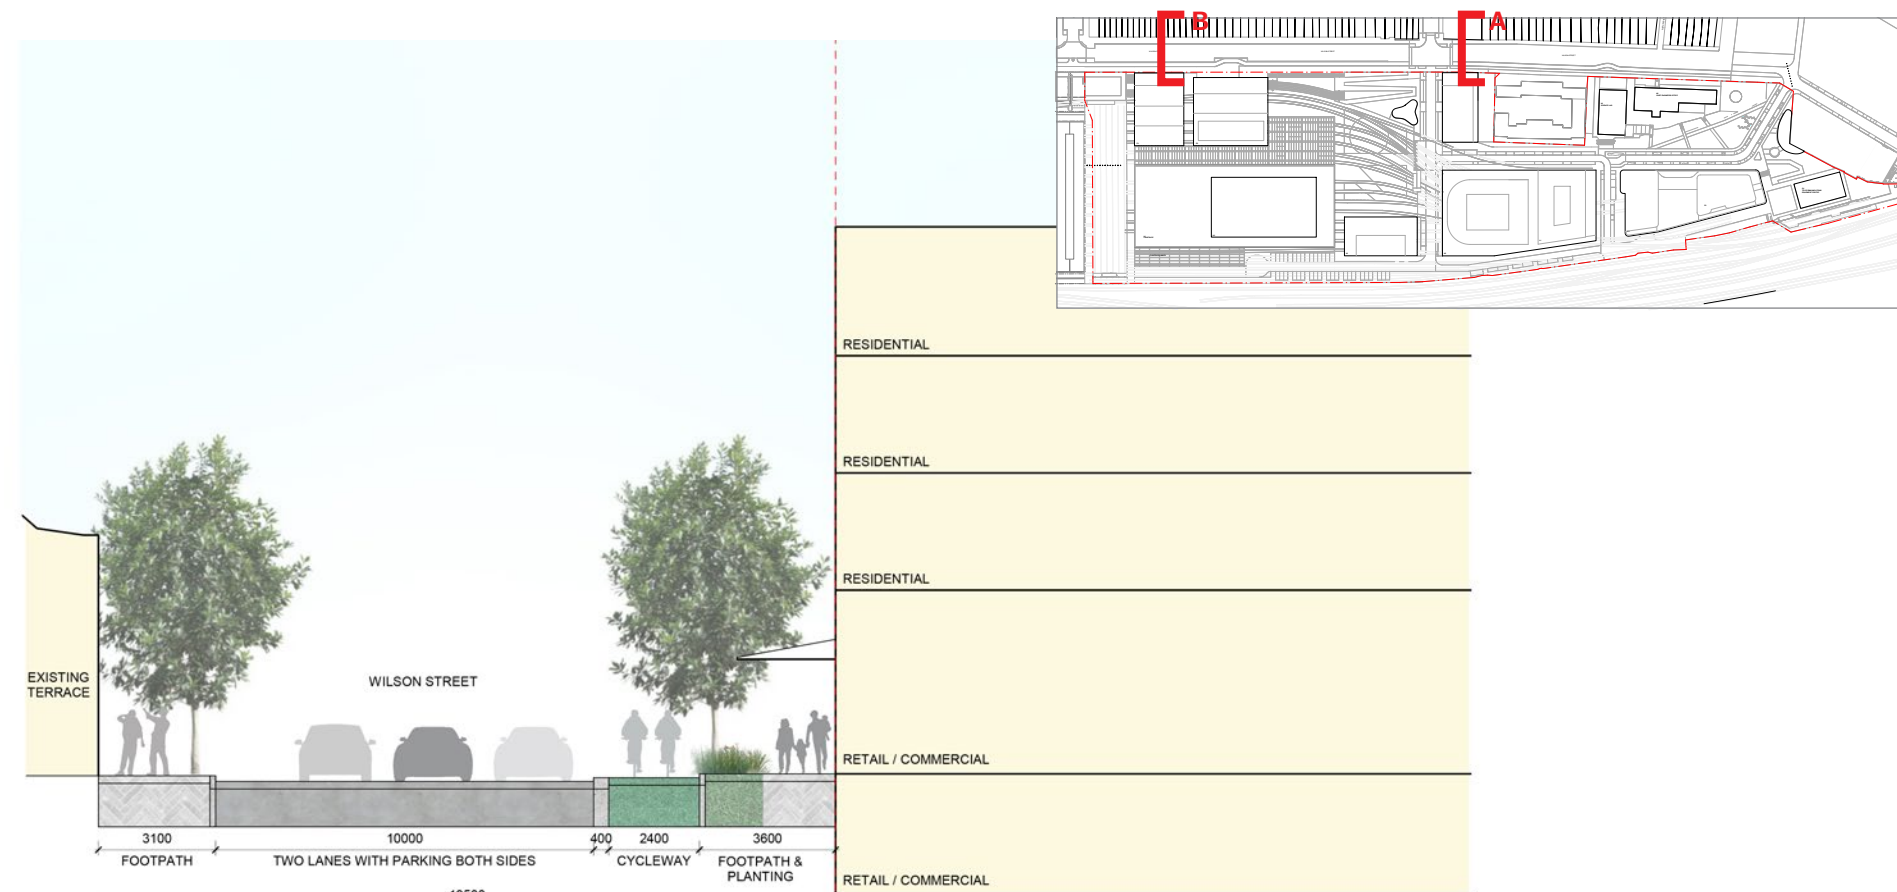 B
A
RESIDENTIAL
RESIDENTIAL
RESIDENTIAL
EXISTING
TERRACE
WILSON STREET
RETAIL / COMMERCIAL
3100
10000
400
2400
3600
FOOTPATH
TWO LANES WITH PARKING BOTH SIDES
CYCLEWAY
FOOTPATH &
PLANTING
RETAIL / COMMERCIAL